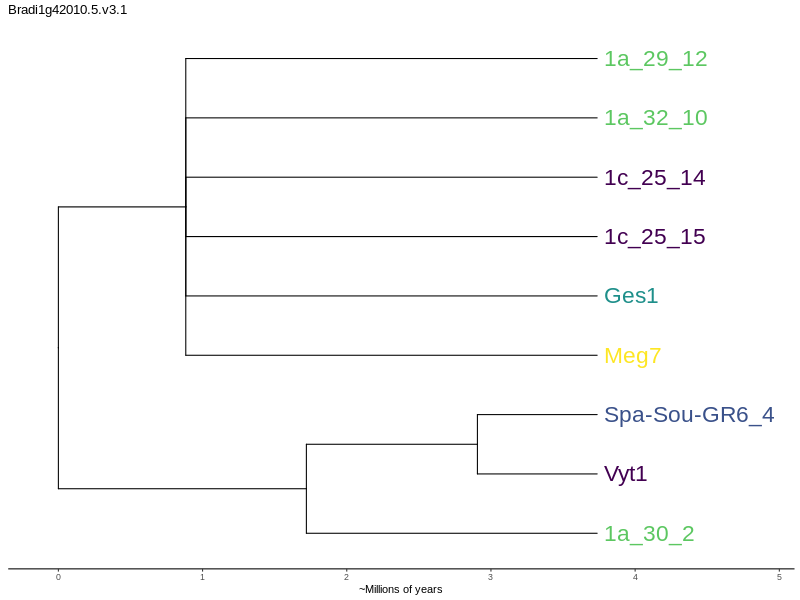 Bradi1g42010.5.v3.1
1a_29_12
1a_32_10
1c_25_14
1c_25_15
Ges1
Meg7
Spa-Sou-GR6_4
Vyt1
1a_30_2
0 1 2 3 4 5
~Millions of years